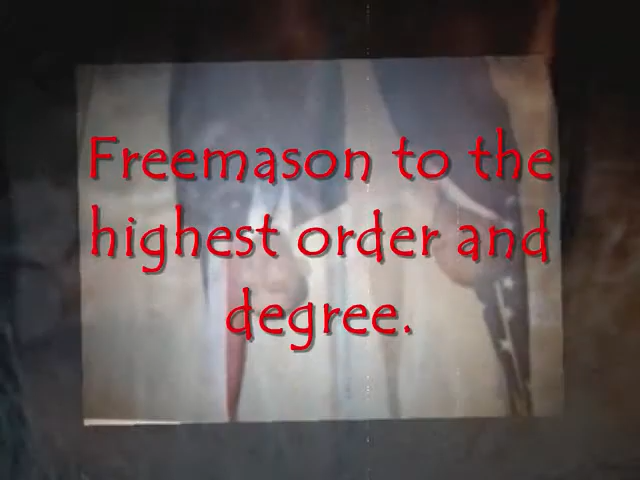 Freemason to the
highest order and
degree.